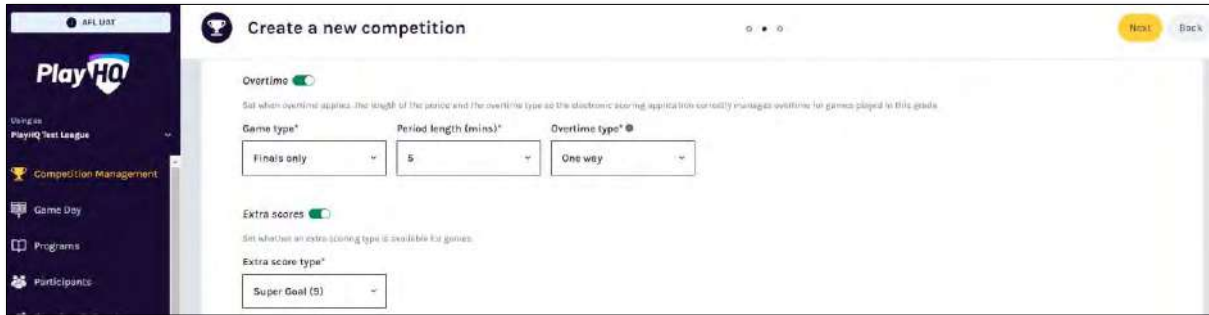 AFL UAT
Create a new competition
Next
Back
PlayHQ
Using as
PlayHQ Test League
Competition Management
Game Day
Programs
Participants
Overtime
Set when overtime applies, the length of the period and the overtime type so the electronic scoring application correctly manages overtime for games played in this grade
Game type*
Period length (mins)*
Overtime type*
Finals only
5
One way
Extra scores
Set whether an extra scoring type is available for games.
Extra score type*
Super Goal (9)